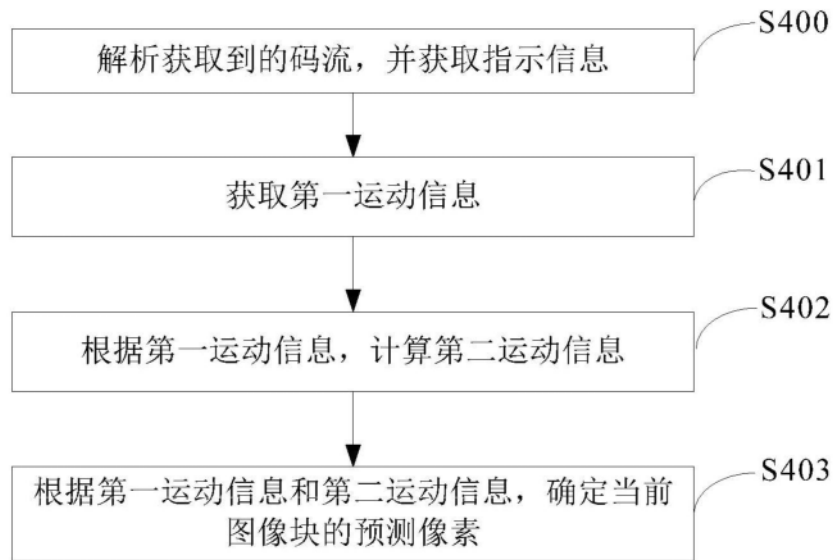 S400
解析获取到的码流，并获取指示信息
S401
获取第一运动信息
S402
根据第一运动信息，计算第二运动信息
S403
根据第一运动信息和第二运动信息，确定当前
图像块的预测像素